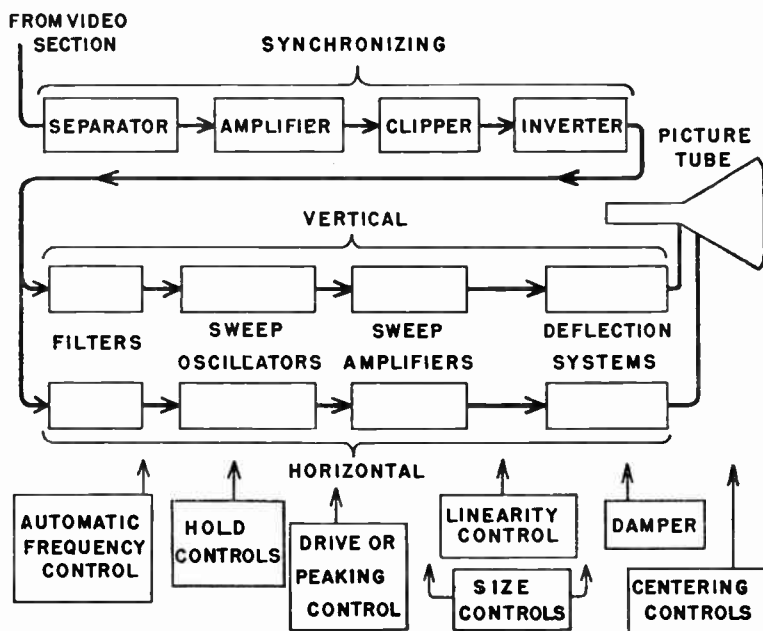 FROM VIDEO
SECTION
SYNCHRONIZING
SEPARATOR
AMPLIFIER
CLIPPER
INVERTER
PICTURE
TUBE
VERTICAL
FILTERS
SWEEP
OSCILLATORS
SWEEP
AMPLIFIERS
DEFLECTION
SYSTEMS
HORIZONTAL
AUTOMATIC
FREQUENCY
CONTROL
HOLD
CONTROLS
DRIVE OR
PEAKING
CONTROL
LINEARITY
CONTROL
SIZE
CONTROLS
DAMPER
CENTERING
CONTROLS